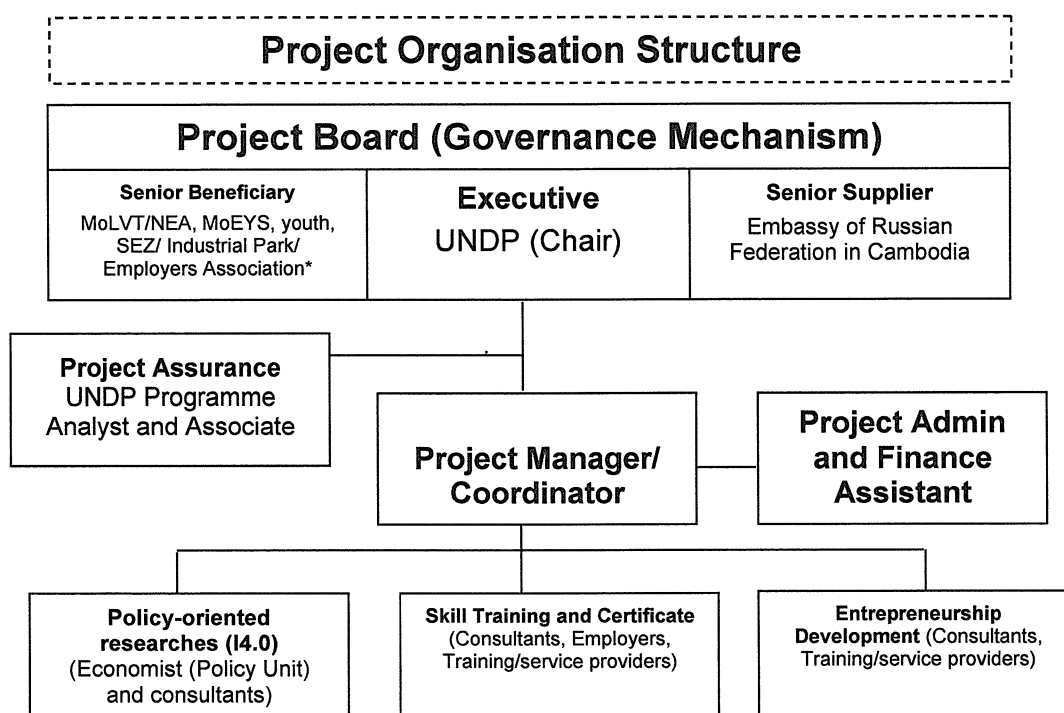 Project Organisation Structure
Project Board (Governance Mechanism)
Senior Beneficiary
MoLVT/NEA, MoEYS, youth,
SEZ/ Industrial Park/
Employers Association*
Executive
UNDP (Chair)
Senior Supplier
Embassy of Russian
Federation in Cambodia
Project Assurance
UNDP Programme
Analyst and Associate
Project Manager/
Coordinator
Project Admin
and Finance
Assistant
Policy-oriented
researches (I4.0)
(Economist (Policy Unit)
and consultants)
Skill Training and Certificate
(Consultants, Employers,
Training/service providers)
Entrepreneurship
Development (Consultants,
Training/service providers)